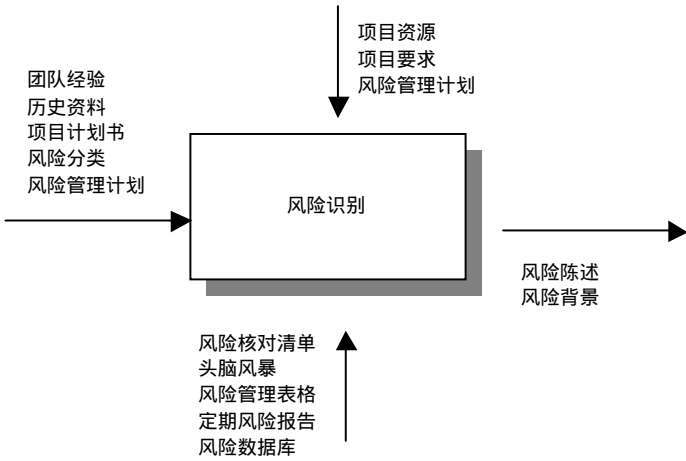 项目资源
项目要求
风险管理计划
团队经验
历史资料
项目计划书
风险分类
风险管理计划
风险识别
风险陈述
风险背景
风险核对清单
头脑风暴
风险管理表格
定期风险报告
风险数据库